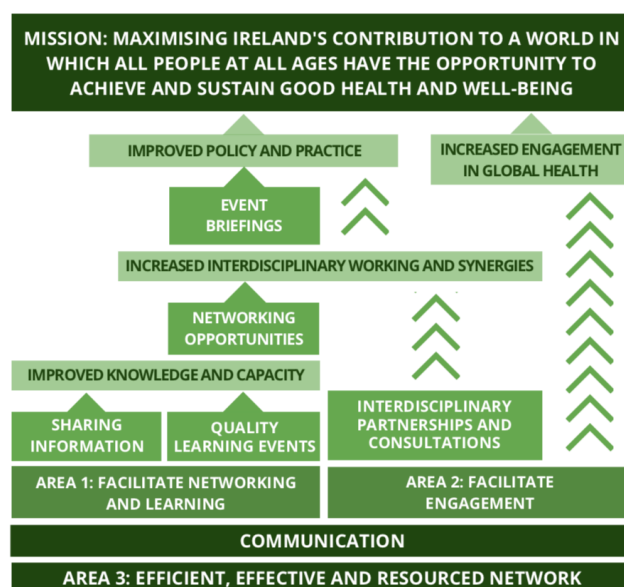 MISSION: MAXIMISING IRELAND'S CONTRIBUTION TO A WORLD IN
WHICH ALL PEOPLE AT ALL AGES HAVE THE OPPORTUNITY TO
ACHIEVE AND SUSTAIN GOOD HEALTH AND WELL-BEING
IMPROVED POLICY AND PRACTICE
INCREASED ENGAGEMENT
IN GLOBAL HEALTH
EVENT
BRIEFINGS
INCREASED INTERDISCIPLINARY WORKING AND SYNERGIES
NETWORKING
OPPORTUNITIES
IMPROVED KNOWLEDGE AND CAPACITY
SHARING
INFORMATION
QUALITY
LEARNING EVENTS
INTERDISCIPLINARY
PARTNERSHIPS AND
CONSULTATIONS
AREA 1: FACILITATE NETWORKING
AND LEARNING
AREA 2: FACILITATE
ENGAGEMENT
COMMUNICATION
AREA 3: EFFICIENT, EFFECTIVE AND RESOURCED NETWORK